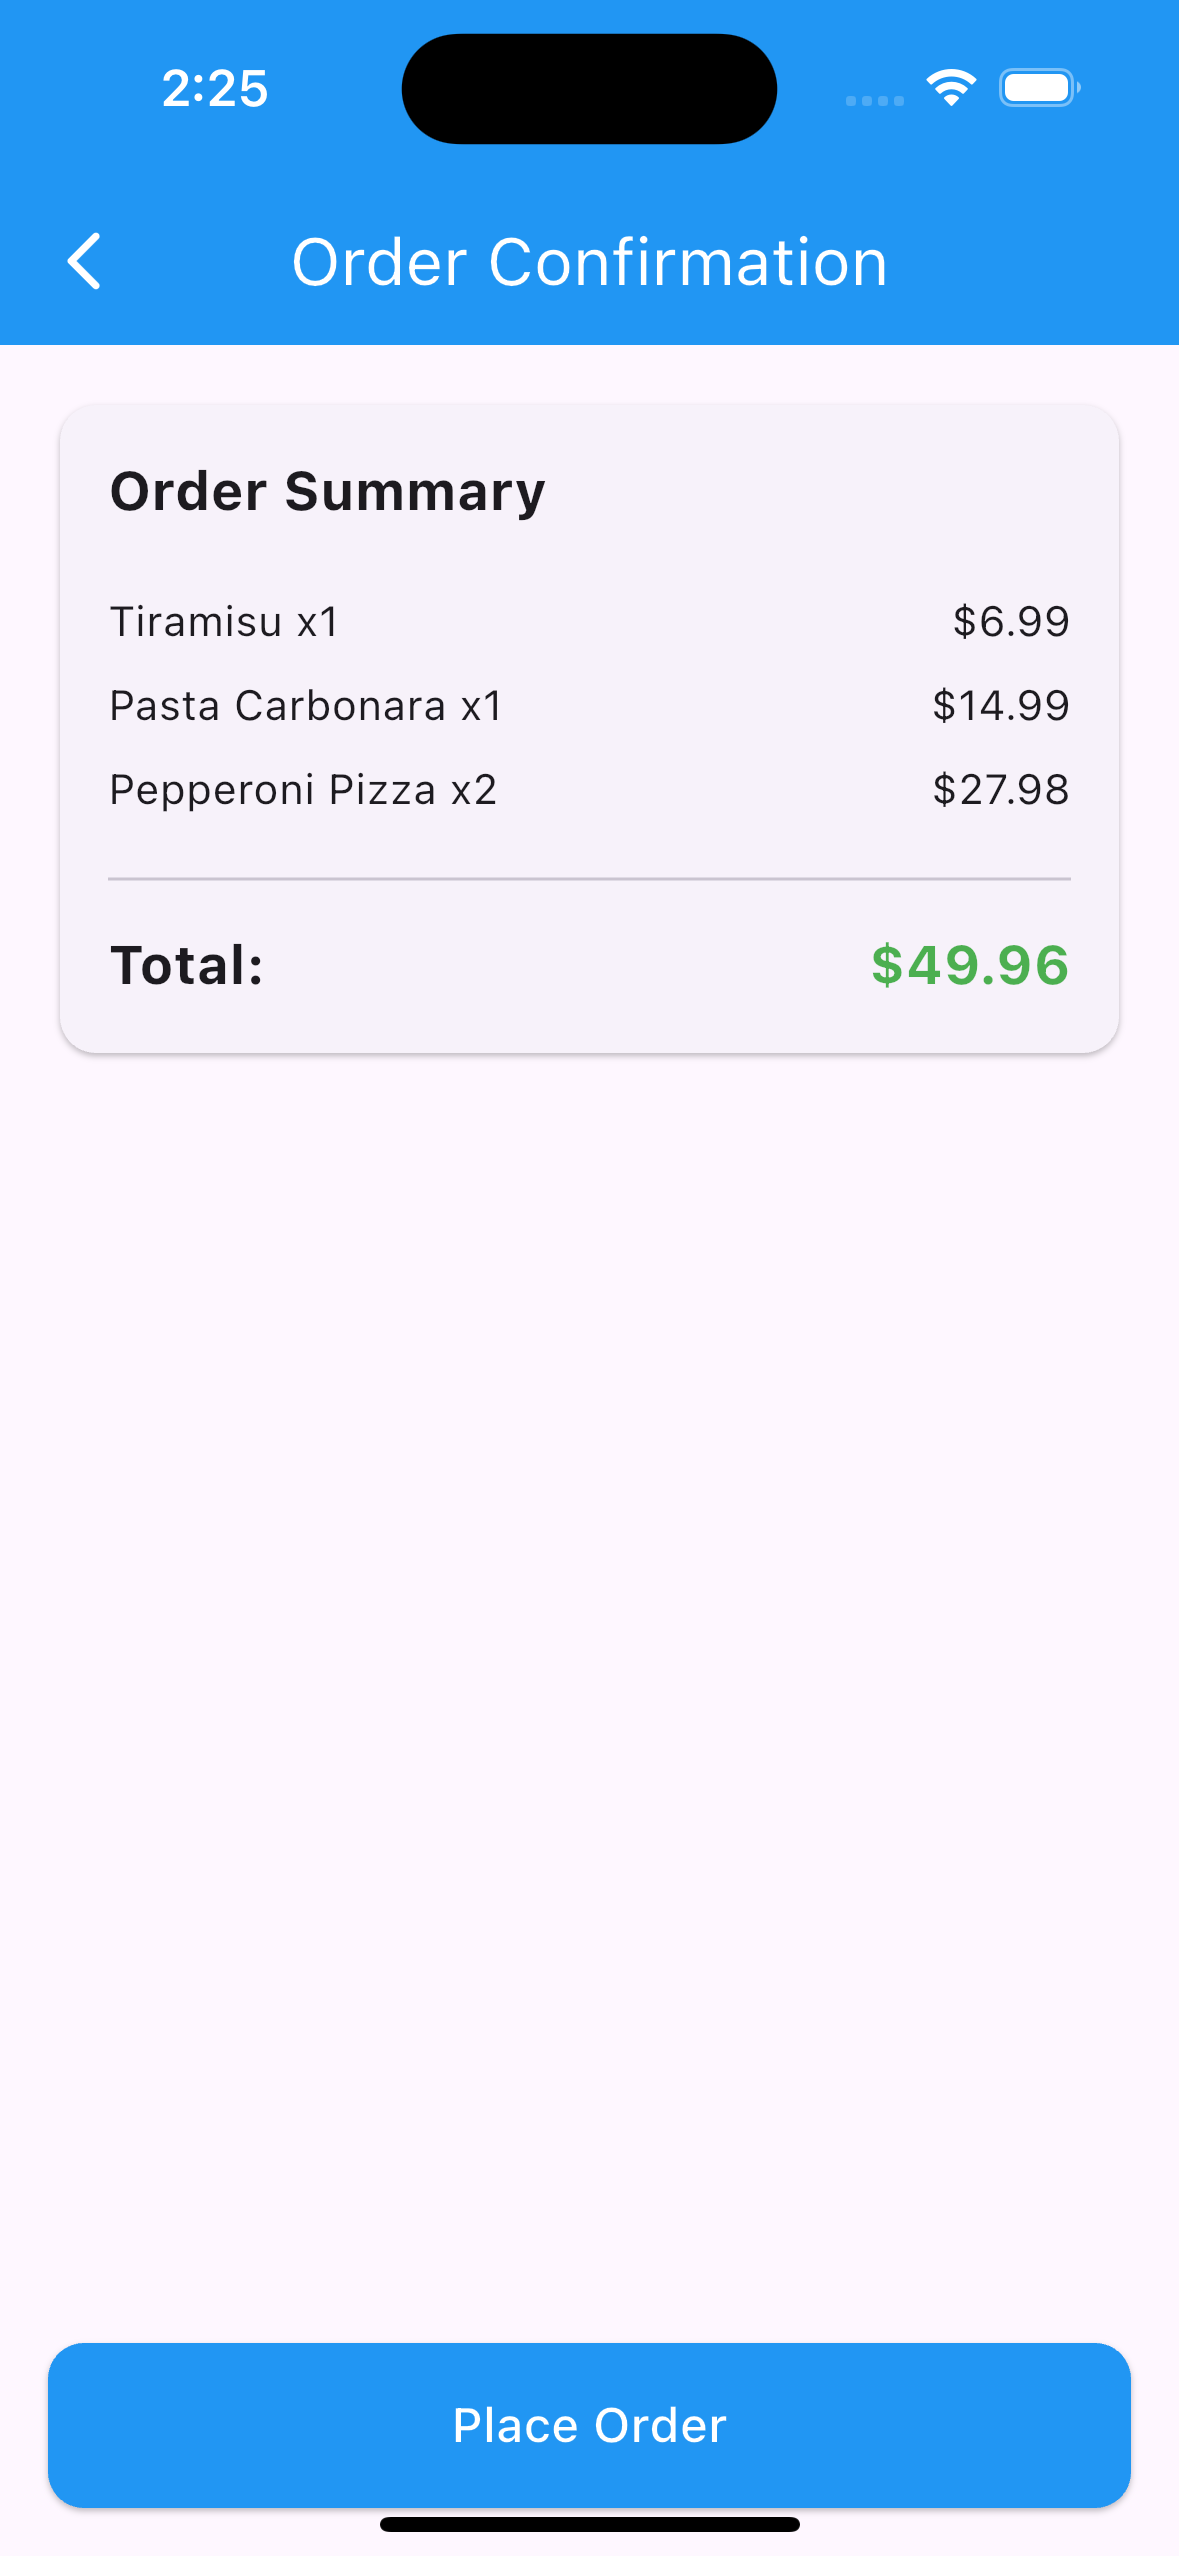 2:25
Order Confirmation
Order Summary
Tiramisu x1 $6.99
Pasta Carbonara x1 $14.99
Pepperoni Pizza x2 $27.98
Total: $49.96
Place Order